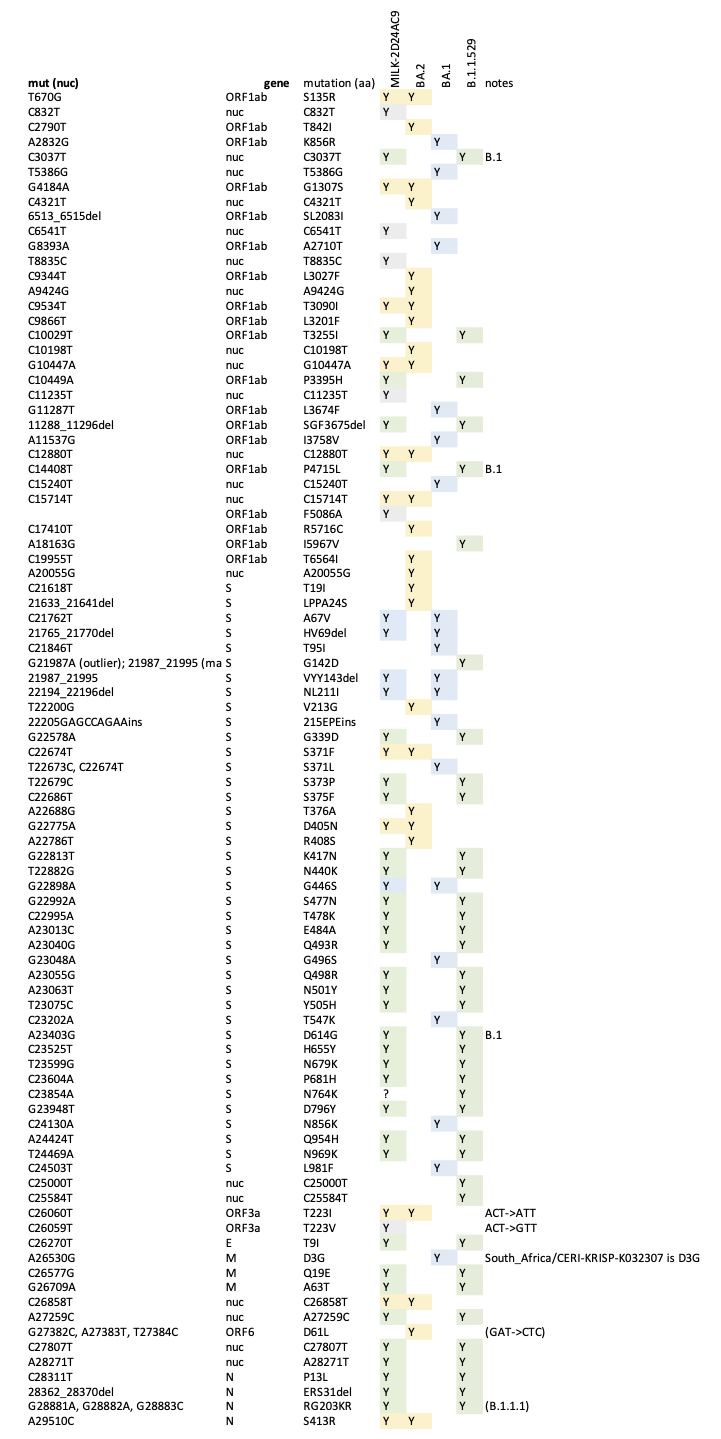 MILK-2D24AC9 BA.2 BA.1 B.1.1.529
mut (nuc) gene mutation (aa) notes
T670G ORF1ab S135R Y Y
C832T nuc C832T Y
C2790T ORF1ab T842I Y
A2832G ORF1ab K856R Y
C3037T nuc C3037T Y Y B.1
T5386G nuc T5386G Y
G4184A ORF1ab G1307S Y Y
C4321T nuc C4321T Y
6513_6515del ORF1ab SL2083I Y
C6541T nuc C6541T Y
G8393A ORF1ab A2710T Y
T8835C nuc T8835C Y
C9344T ORF1ab L3027F Y
A9424G nuc A9424G Y
C9534T ORF1ab T3090I Y Y
C9866T ORF1ab L3201F Y
C10029T ORF1ab T3255I Y Y
C10198T nuc C10198T Y
G10447A nuc G10447A Y Y
C10449A ORF1ab P3395H Y Y
C11235T nuc C11235T Y
G11287T ORF1ab L3674F Y
11288_11296del ORF1ab SGF3675del Y Y
A11537G ORF1ab I3758V Y
C12880T nuc C12880T Y Y
C14408T ORF1ab P4715L Y Y B.1
C15240T nuc C15240T Y
C15714T nuc C15714T Y Y
ORF1ab F5086A Y
C17410T ORF1ab R5716C Y
A18163G ORF1ab I5967V Y
C19955T ORF1ab T6564I Y
A20055G nuc A20055G Y
C21618T S T19I Y
21633_21641del S LPPA24S Y
C21762T S A67V Y Y
21765_21770del S HV69del Y Y
C21846T S T95I Y
G21987A (outlier); 21987_21995 (ma S G142D Y
21987_21995 S VYY143del Y Y
22194_22196del S NL211I Y Y
T22200G S V213G Y
22205GAGCCAGAAins S 215EPEins Y
G22578A S G339D Y Y
C22674T S S371F Y Y
T22673C, C22674T S S371L Y
T22679C S S373P Y Y
C22686T S S375F Y Y
A22688G S T376A Y
G22775A S D405N Y Y
A22786T S R408S Y
G22813T S K417N Y Y
T22882G S N440K Y Y
G22898A S G446S Y Y
G22992A S S477N Y Y
C22995A S T478K Y Y
A23013C S E484A Y Y
A23040G S Q493R Y Y
G23048A S G496S Y
A23055G S Q498R Y Y
A23063T S N501Y Y Y
T23075C S Y505H Y Y
C23202A S T547K Y
A23403G S D614G Y Y B.1
C23525T S H655Y Y Y
T23599G S N679K Y Y
C23604A S P681H Y Y
C23854A S N764K ? Y
G23948T S D796Y Y Y
C24130A S N856K Y
A24424T S Q954H Y Y
T24469A S N969K Y Y
C24503T S L981F Y
C25000T nuc C25000T Y
C25584T nuc C25584T Y
C26060T ORF3a T223I Y Y ACT->ATT
C26059T ORF3a T223V Y ACT->GTT
C26270T E T9I Y Y
A26530G M D3G Y South_Africa/CERI-KRISP-K032307 is D3G
C26577G M Q19E Y Y
G26709A M A63T Y Y
C26858T nuc C26858T Y Y
A27259C nuc A27259C Y Y
G27382C, A27383T, T27384C ORF6 D61L Y (GAT->CTC)
C27807T nuc C27807T Y Y
A28271T nuc A28271T Y Y
C28311T N P13L Y Y
28362_28370del N ERS31del Y Y
G28881A, G28882A, G28883C N RG203KR Y Y (B.1.1.1)
A29510C N S413R Y Y